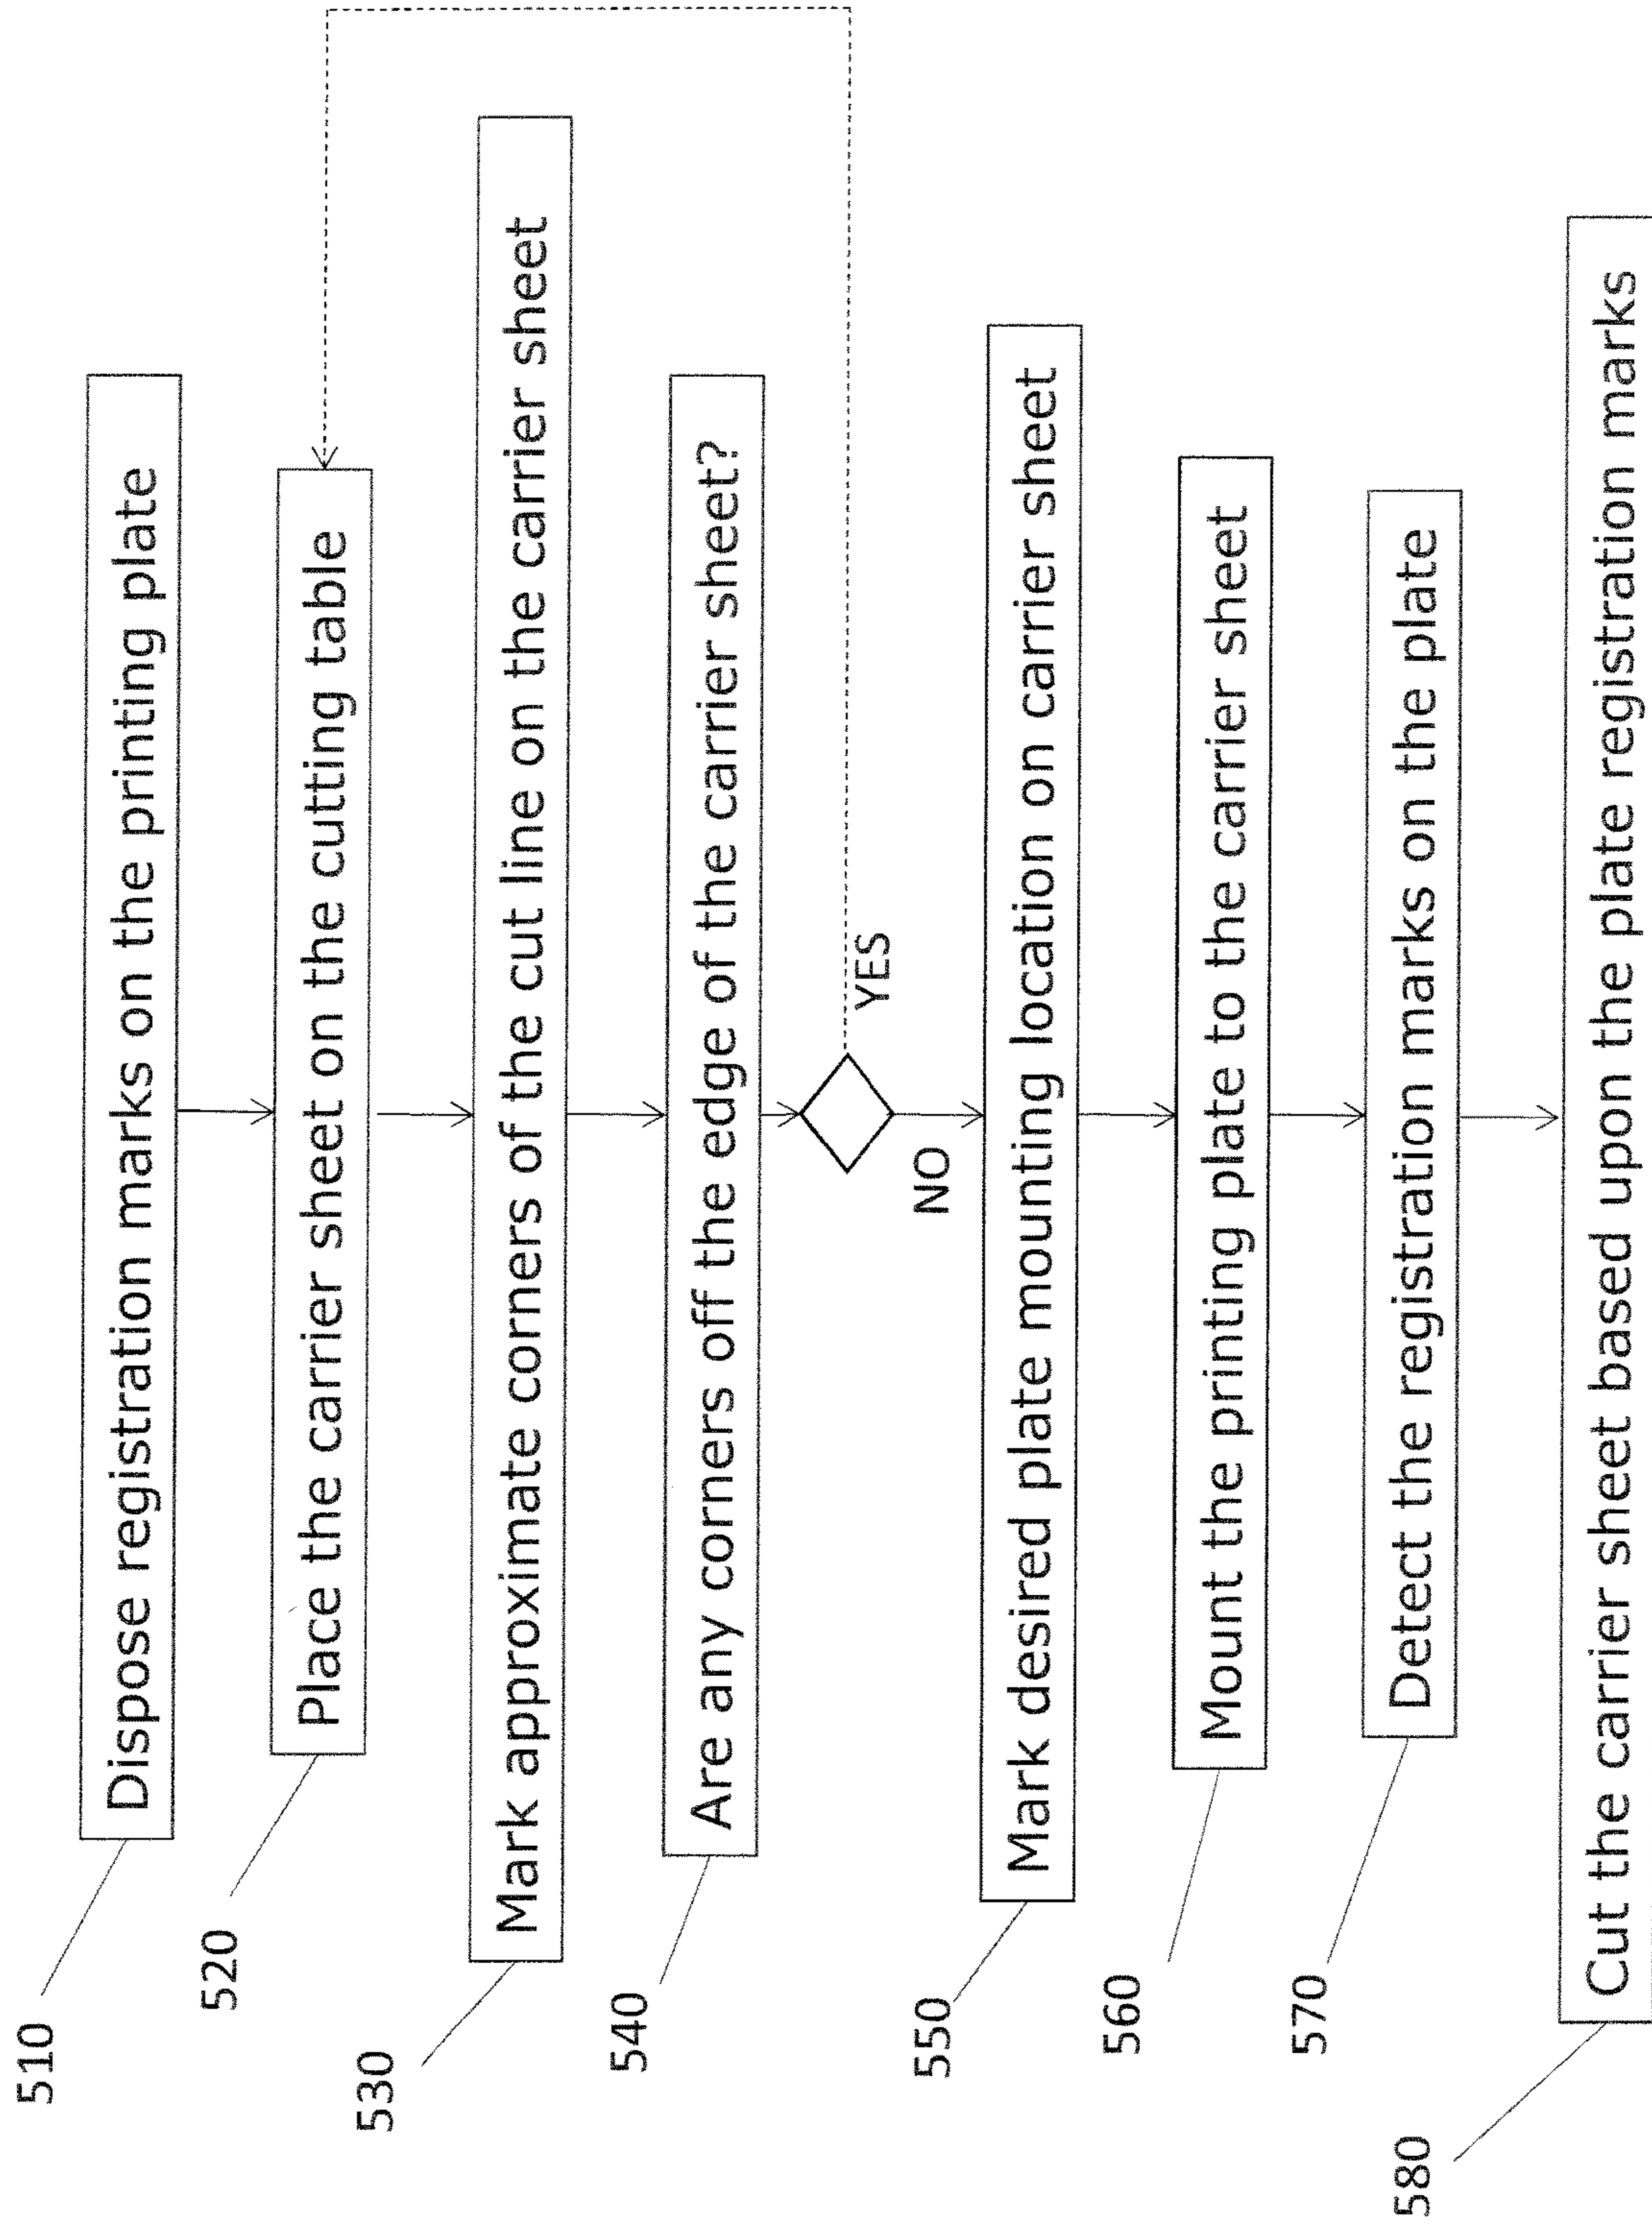 510
Dispose registration marks on the printing plate
520
Place the carrier sheet on the cutting table
530
Mark approximate corners of the cut line on the carrier sheet
540
Are any corners off the edge of the carrier sheet?
YES
NO
550
Mark desired plate mounting location on carrier sheet
560
Mount the printing plate to the carrier sheet
570
Detect the registration marks on the plate
580
Cut the carrier sheet based upon the plate registration marks